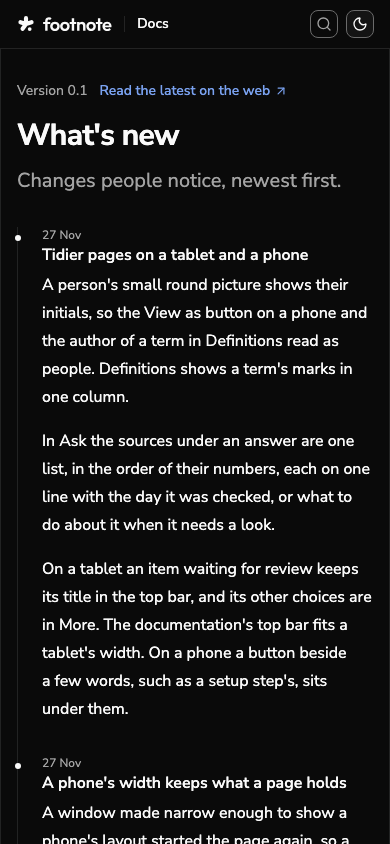 footnote
Docs
Version 0.1 Read the latest on the web ↗
What's new
Changes people notice, newest first.
27 Nov
Tidier pages on a tablet and a phone
A person's small round picture shows their
initials, so the View as button on a phone and
the author of a term in Definitions read as
people. Definitions shows a term's marks in
one column.
In Ask the sources under an answer are one
list, in the order of their numbers, each on one
line with the day it was checked, or what to
do about it when it needs a look.
On a tablet an item waiting for review keeps
its title in the top bar, and its other choices are
in More. The documentation's top bar fits a
tablet's width. On a phone a button beside
a few words, such as a setup step's, sits
under them.
27 Nov
A phone's width keeps what a page holds
A window made narrow enough to show a
phone's layout started the page again, so a